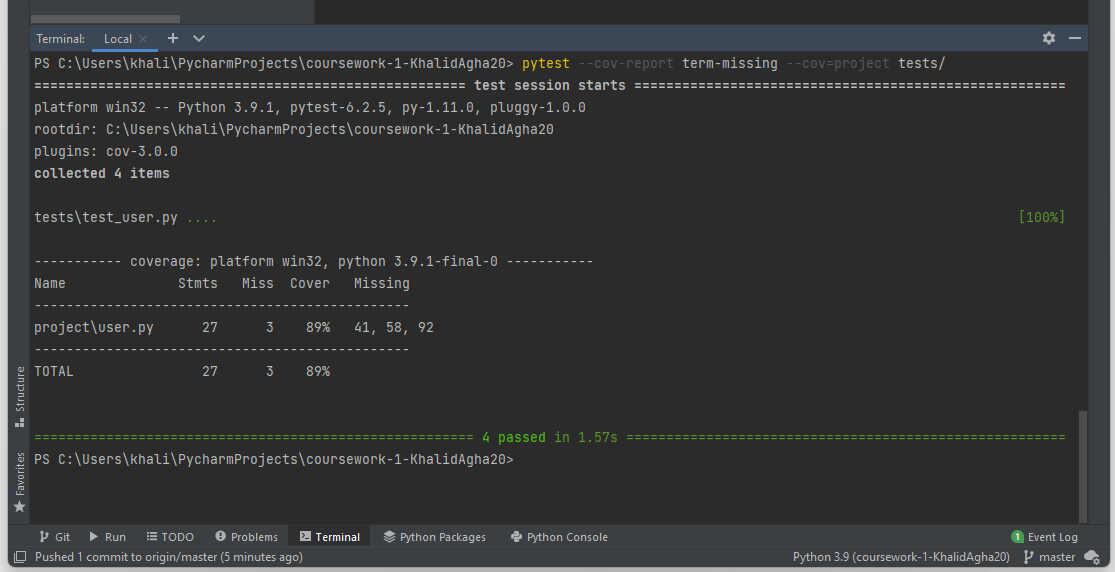 Terminal: Local × + 
PS C:\Users\khali\PycharmProjects\coursework-1-KhalidAgha20> pytest --cov-report term-missing --cov=project tests/
====================================================== test session starts ======================================================
platform win32 -- Python 3.9.1, pytest-6.2.5, py-1.11.0, pluggy-1.0.0
rootdir: C:\Users\khali\PycharmProjects\coursework-1-KhalidAgha20
plugins: cov-3.0.0
collected 4 items
tests\test_user.py .... [100%]
----------- coverage: platform win32, python 3.9.1-final-0 -----------
Name Stmts Miss Cover Missing
-----------------------------------------------
project\user.py 27 3 89% 41, 58, 92
-----------------------------------------------
TOTAL 27 3 89%
======================================================= 4 passed in 1.57s =======================================================
PS C:\Users\khali\PycharmProjects\coursework-1-KhalidAgha20>
Structure
Favorites
Git Run TODO Problems Terminal Python Packages Python Console 1 Event Log
Pushed 1 commit to origin/master (5 minutes ago) Python 3.9 (coursework-1-KhalidAgha20) master